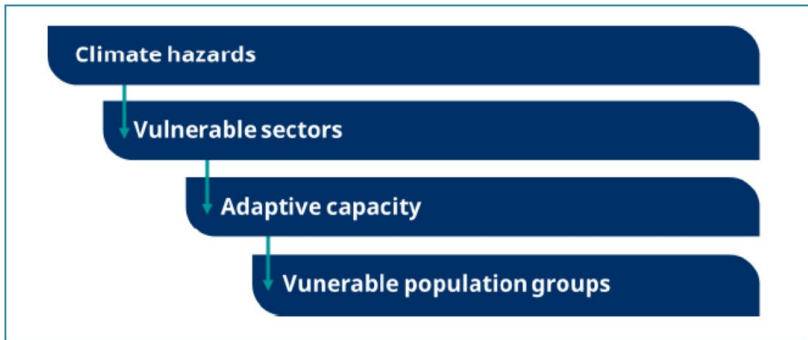 Climate hazards
Vulnerable sectors
Adaptive capacity
Vunerable population groups